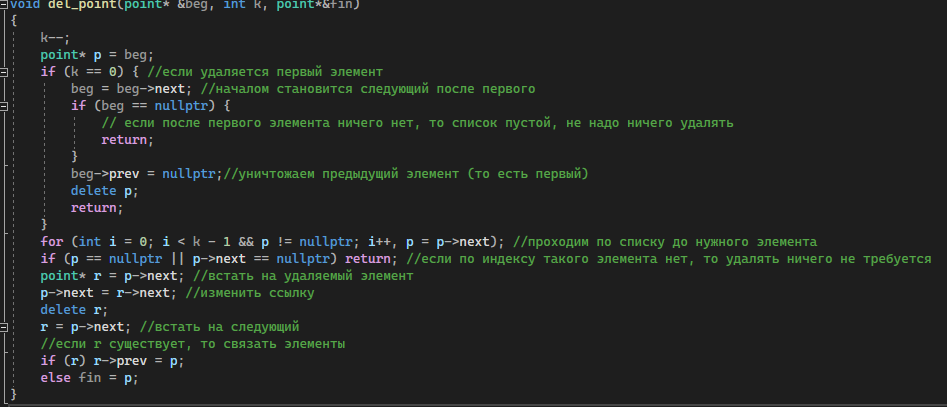 void del_point(point* &beg, int k, point*&fin)
{
    k--;
    point* p = beg;
    if (k == 0) { //если удаляется первый элемент
        beg = beg->next; //началом становится следующий после первого
        if (beg == nullptr) {
            // если после первого элемента ничего нет, то список пустой, не надо ничего удалять
            return;
        }
        beg->prev = nullptr;//уничтожаем предыдущий элемент (то есть первый)
        delete p;
        return;
    }
    for (int i = 0; i < k - 1 && p != nullptr; i++, p = p->next); //проходим по списку до нужного элемента
    if (p == nullptr || p->next == nullptr) return; //если по индексу такого элемента нет, то удалять ничего не требуется
    point* r = p->next; //встать на удаляемый элемент
    p->next = r->next; //изменить ссылку
    delete r;
    r = p->next; //встать на следующий
    //если r существует, то связать элементы
    if (r) r->prev = p;
    else fin = p;
}